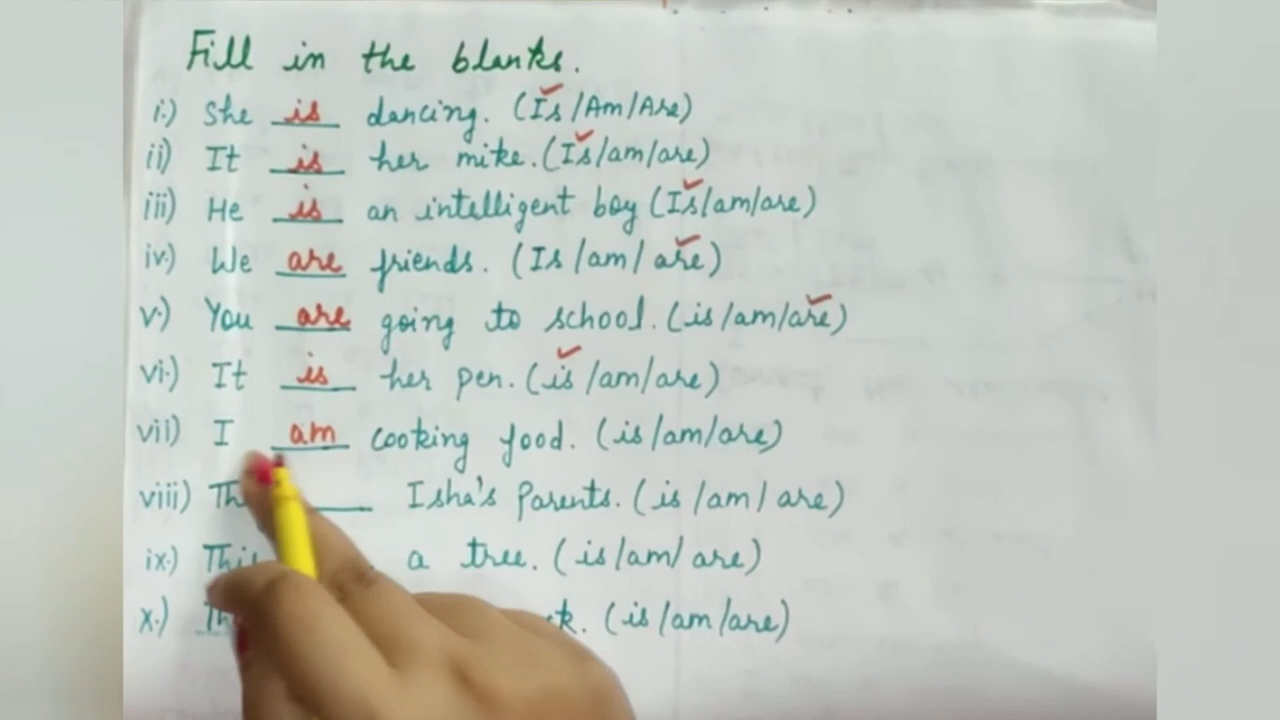 Fill in the blanks.
i.) She is dancing. (Is/Am/Are)
ii) It is her mike. (Is/am/are)
iii) He is an intelligent boy (Is/am/are)
iv.) We are friends. (Is/am/are)
v.) You are going to school. (is/am/are)
vi.) It is her pen. (is/am/are)
vii) I am cooking food. (is/am/are)
viii) ___ Isha's Parents. (is/am/are)
ix.) This a tree. (is/am/are)
x.) (is/am/are)